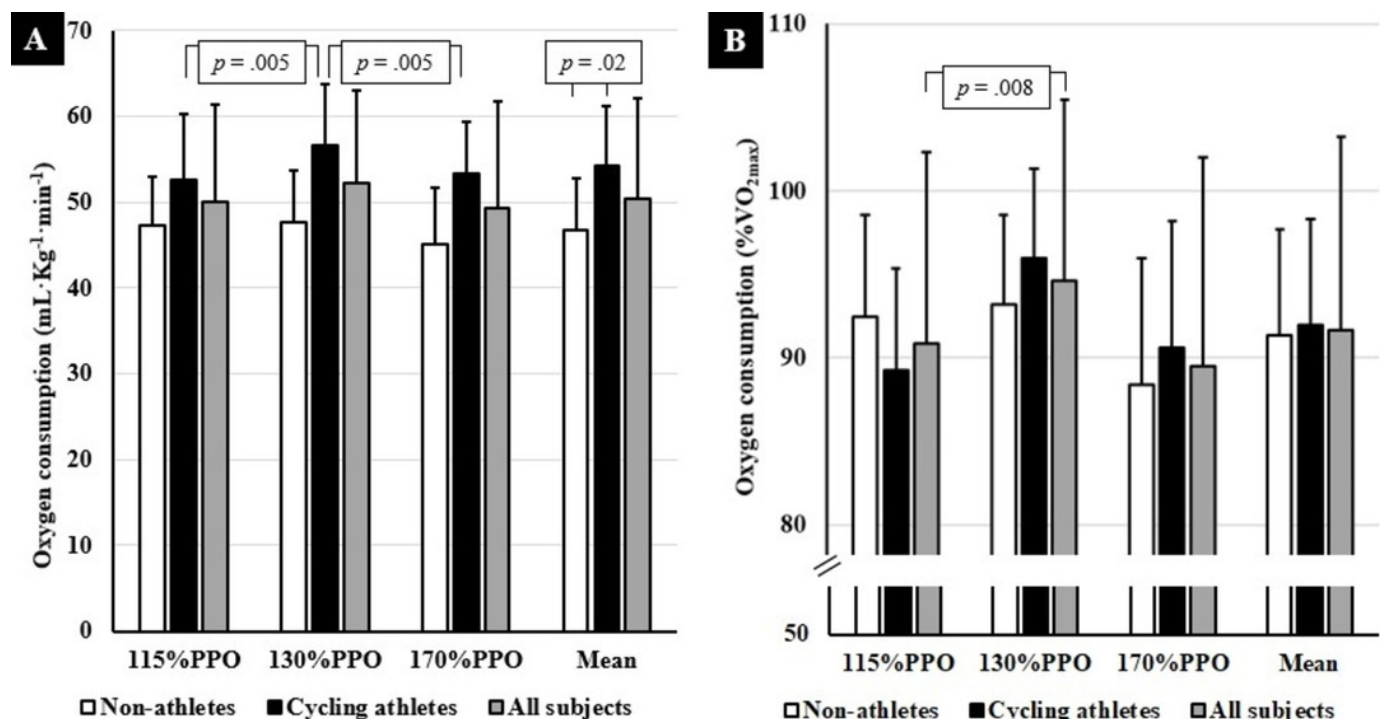 A
Oxygen consumption (mL·Kg⁻¹·min⁻¹)
70
60
50
40
30
20
10
0
p = .005
p = .005
p = .02
115%PPO 130%PPO 170%PPO Mean
Non-athletes Cycling athletes All subjects
B
Oxygen consumption (%VO₂max)
110
100
90
80
50
p = .008
115%PPO 130%PPO 170%PPO Mean
Non-athletes Cycling athletes All subjects